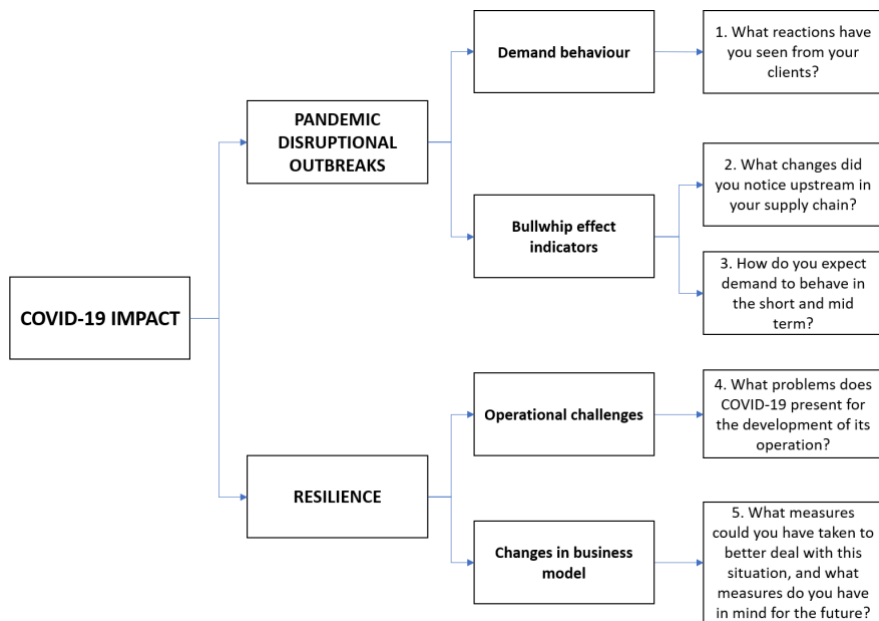 COVID-19 IMPACT
PANDEMIC
DISRUPTIONAL
OUTBREAKS
Demand behaviour
1. What reactions have
you seen from your
clients?
Bullwhip effect
indicators
2. What changes did
you notice upstream in
your supply chain?
3. How do you expect
demand to behave in
the short and mid
term?
RESILIENCE
Operational challenges
4. What problems does
COVID-19 present for
the development of its
operation?
Changes in business
model
5. What measures
could you have taken to
better deal with this
situation, and what
measures do you have
in mind for the future?